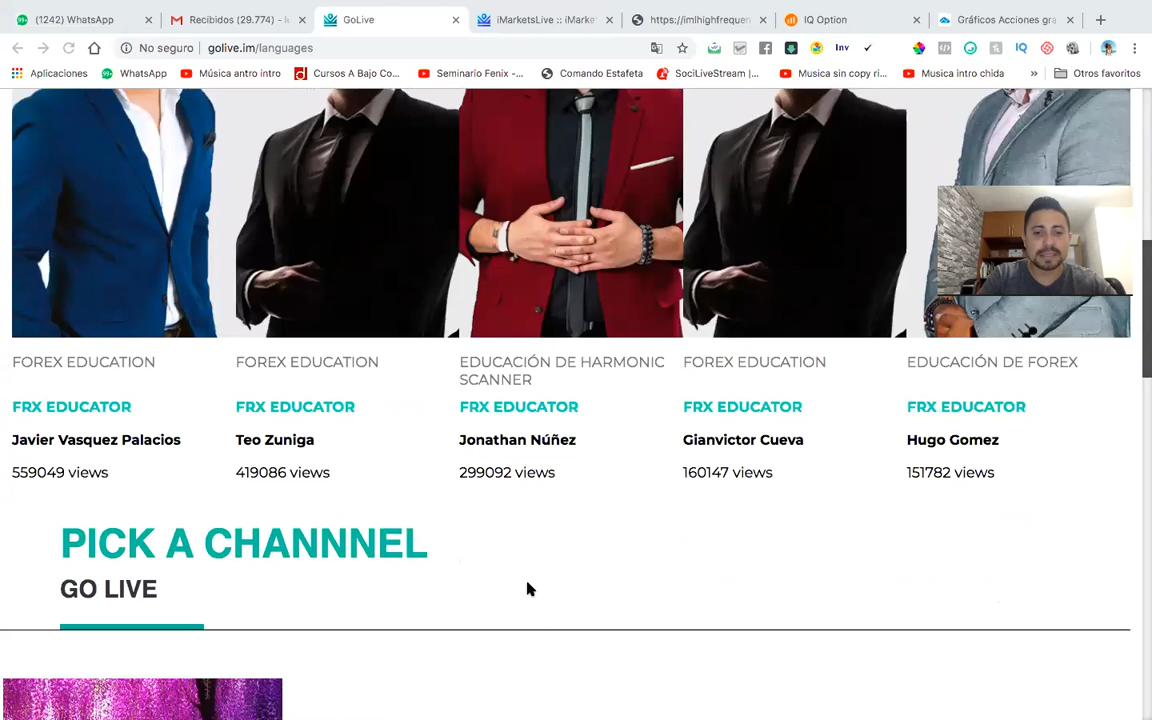 (1242) WhatsApp
Recibidos (29.774) - l
GoLive
iMarketsLive :: iMarket
https://imlhighfrequen
IQ Option
Gráficos Acciones gra
No seguro
golive.im/languages
Inv
IQ
Aplicaciones
WhatsApp
Música antro intro
Cursos A Bajo Co...
Seminario Fenix -...
Comando Estafeta
SociLiveStream |...
Musica sin copy ri...
Musica intro chida
»
Otros favoritos
FOREX EDUCATION
FRX EDUCATOR
Javier Vasquez Palacios
559049 views
FOREX EDUCATION
FRX EDUCATOR
Teo Zuniga
419086 views
EDUCACIÓN DE HARMONIC
SCANNER
FRX EDUCATOR
Jonathan Núñez
299092 views
FOREX EDUCATION
FRX EDUCATOR
Gianvictor Cueva
160147 views
EDUCACIÓN DE FOREX
FRX EDUCATOR
Hugo Gomez
151782 views
PICK A CHANNNEL
GO LIVE